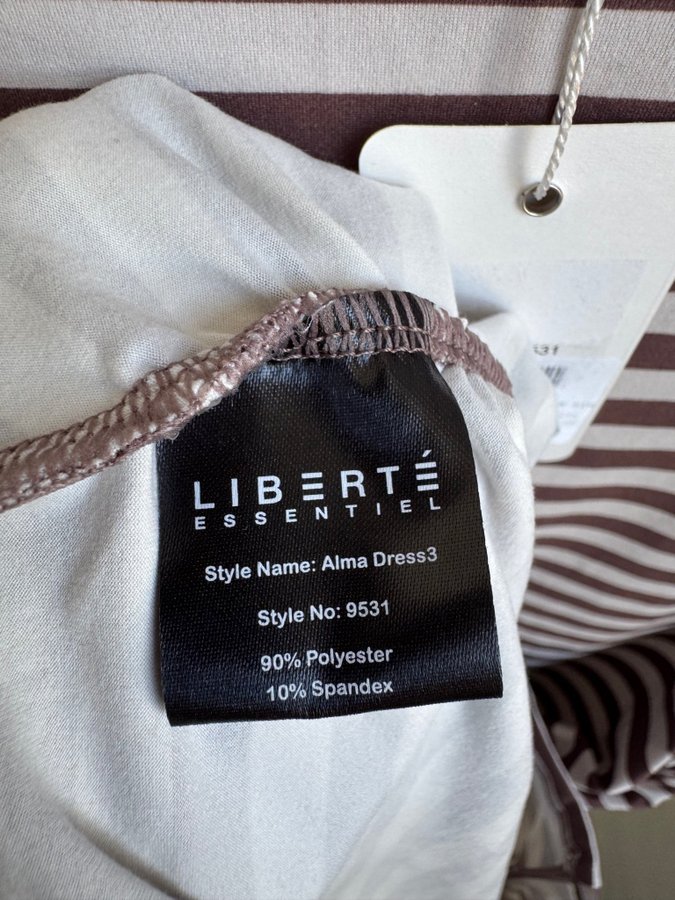 LIBERTÉ
ESSENTIEL
Style Name: Alma Dress3
Style No: 9531
90% Polyester
10% Spandex